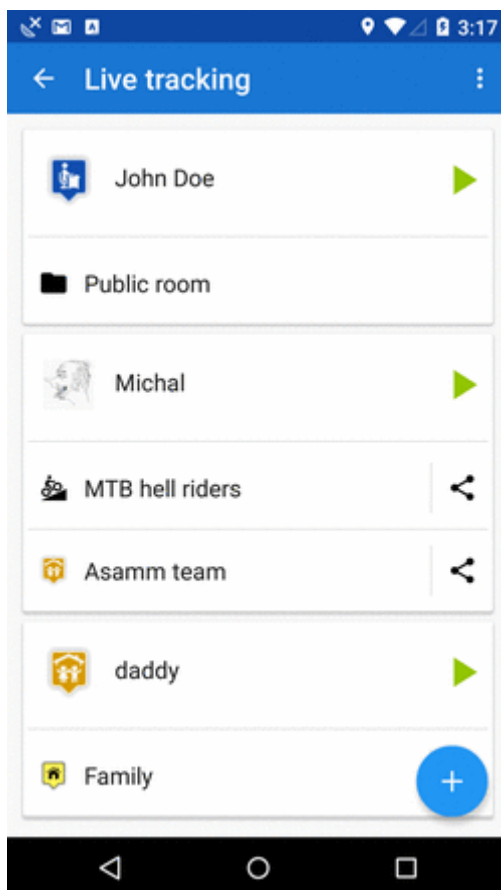 3:17
Live tracking
John Doe
Public room
Michal
MTB hell riders
Asamm team
daddy
Family